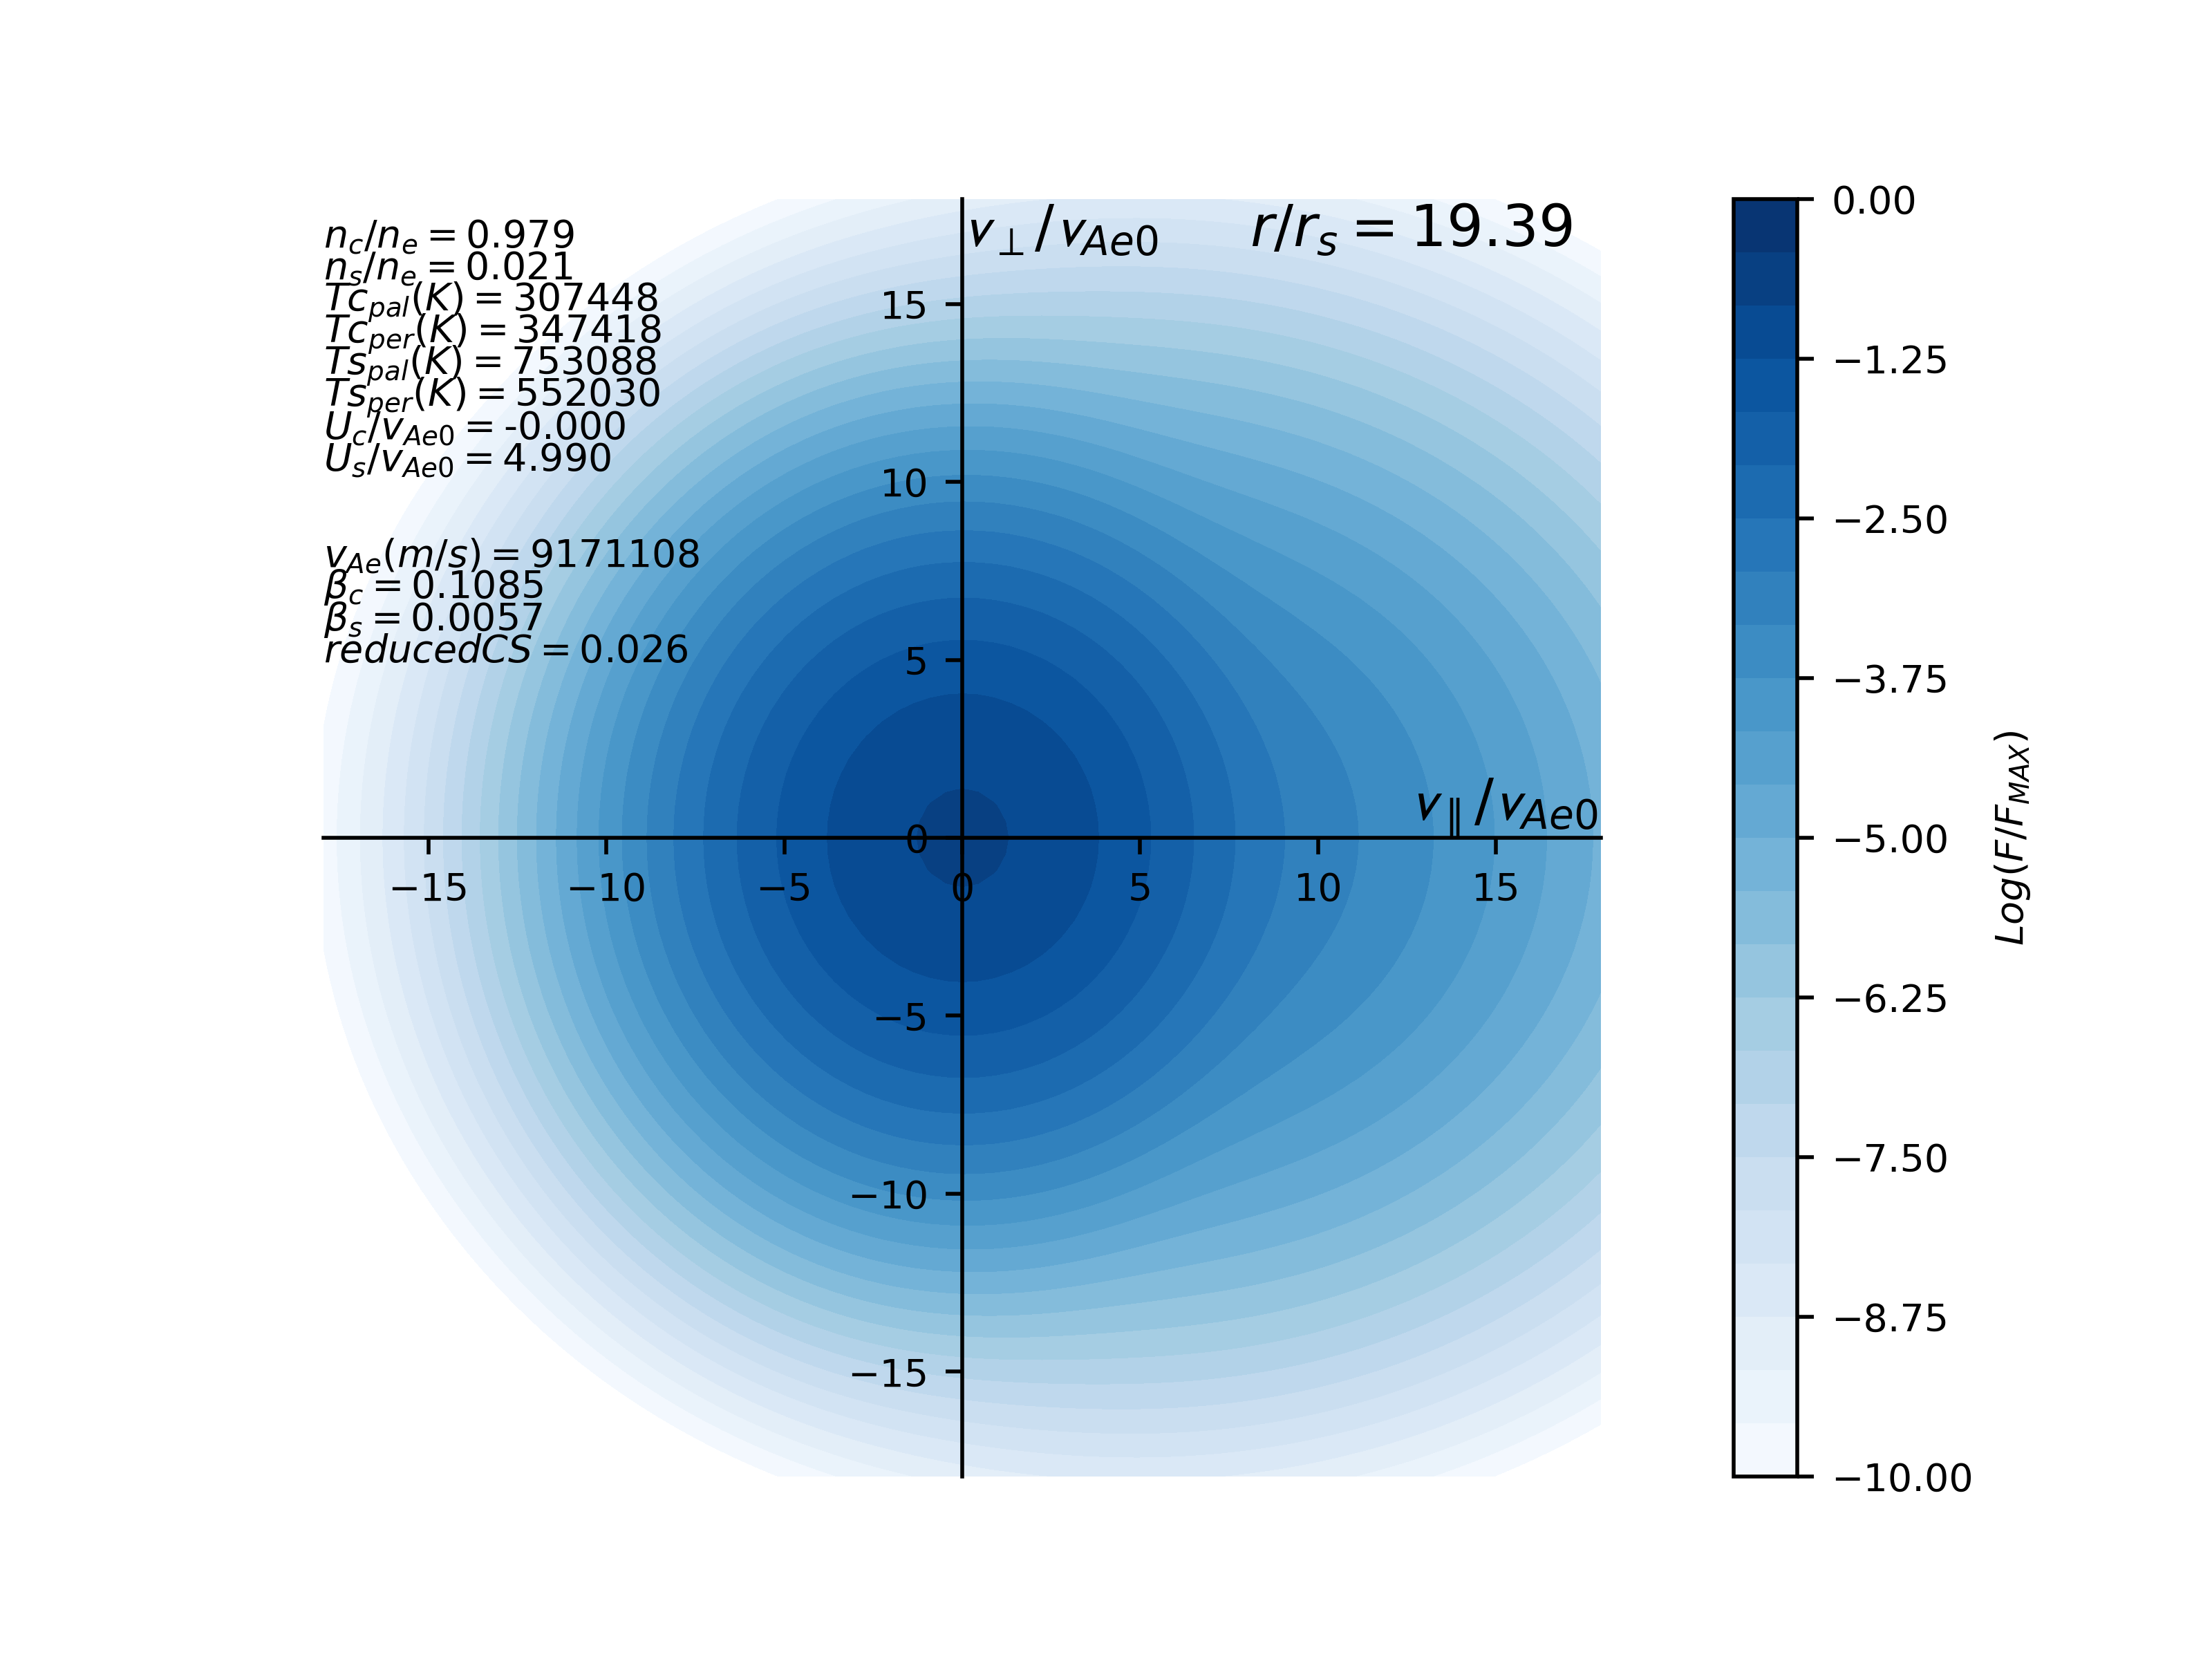 n_c/n_e = 0.979
n_s/n_e = 0.021
Tc_pal(K) = 307448
Tc_per(K) = 347418
Ts_pal(K) = 753088
Ts_per(K) = 552030
U_c/v_Ae0 = -0.000
U_s/v_Ae0 = 4.990
v_Ae(m/s) = 9171108
β_c = 0.1085
β_s = 0.0057
reducedCS = 0.026
v_⊥/v_Ae0
r/r_s = 19.39
15
10
5
0
−5
−10
−15
v_∥/v_Ae0
−15 −10 −5 0 5 10 15
0.00
−1.25
−2.50
−3.75
−5.00
−6.25
−7.50
−8.75
−10.00
Log(F/F_MAX)